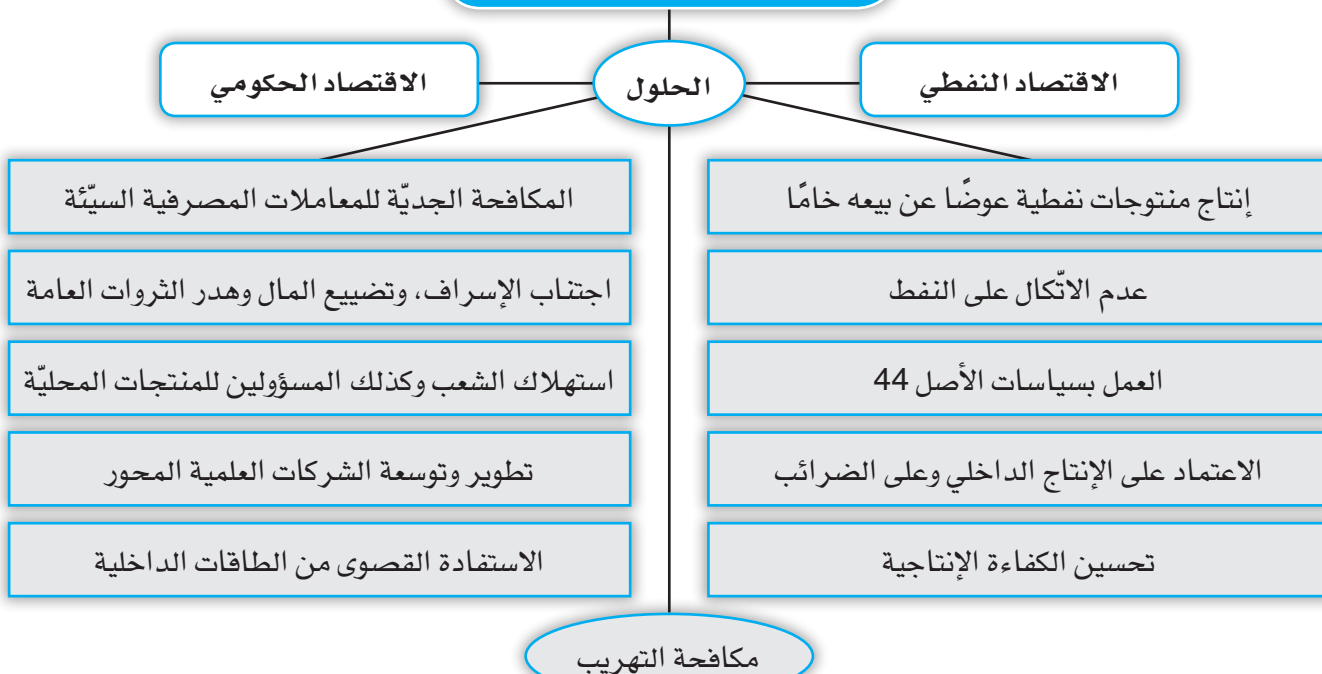 الاقتصاد النفطي
الحلول
الاقتصاد الحكومي
إنتاج منتوجات نفطية عوضًا عن بيعه خامًا
عدم الاتّكال على النفط
العمل بسياسات الأصل 44
الاعتماد على الإنتاج الداخلي وعلى الضرائب
تحسين الكفاءة الإنتاجية
المكافحة الجديّة للمعاملات المصرفية السيّئة
اجتناب الإسراف، وتضييع المال وهدر الثروات العامة
استهلاك الشعب وكذلك المسؤولين للمنتجات المحليّة
تطوير وتوسعة الشركات العلمية المحور
الاستفادة القصوى من الطاقات الداخلية
مكافحة التهريب